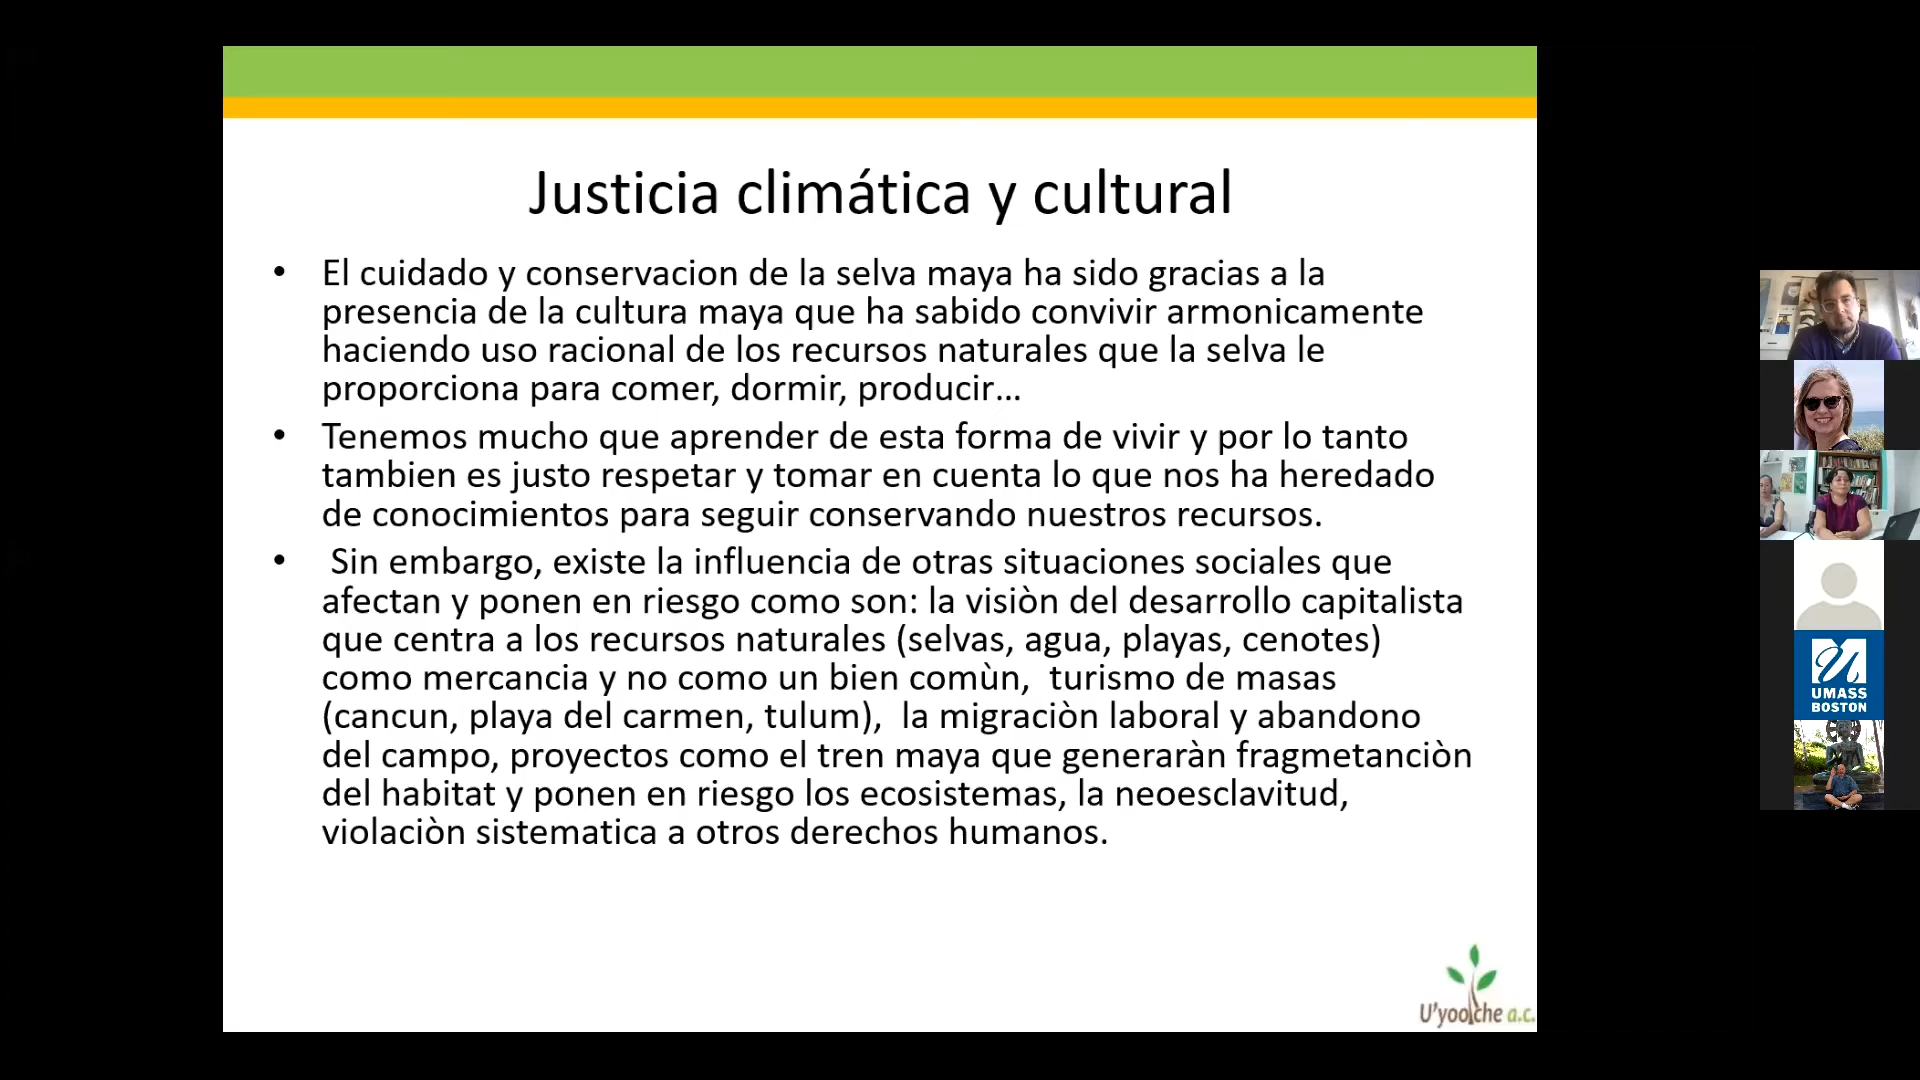 Justicia climática y cultural
• El cuidado y conservacion de la selva maya ha sido gracias a la
presencia de la cultura maya que ha sabido convivir armonicamente
haciendo uso racional de los recursos naturales que la selva le
proporciona para comer, dormir, producir…
• Tenemos mucho que aprender de esta forma de vivir y por lo tanto
tambien es justo respetar y tomar en cuenta lo que nos ha heredado
de conocimientos para seguir conservando nuestros recursos.
• Sin embargo, existe la influencia de otras situaciones sociales que
afectan y ponen en riesgo como son: la visiòn del desarrollo capitalista
que centra a los recursos naturales (selvas, agua, playas, cenotes)
como mercancia y no como un bien comùn, turismo de masas
(cancun, playa del carmen, tulum), la migraciòn laboral y abandono
del campo, proyectos como el tren maya que generaràn fragmetanciòn
del habitat y ponen en riesgo los ecosistemas, la neoesclavitud,
violaciòn sistematica a otros derechos humanos.
U'yoolche a.c.
UMASS
BOSTON